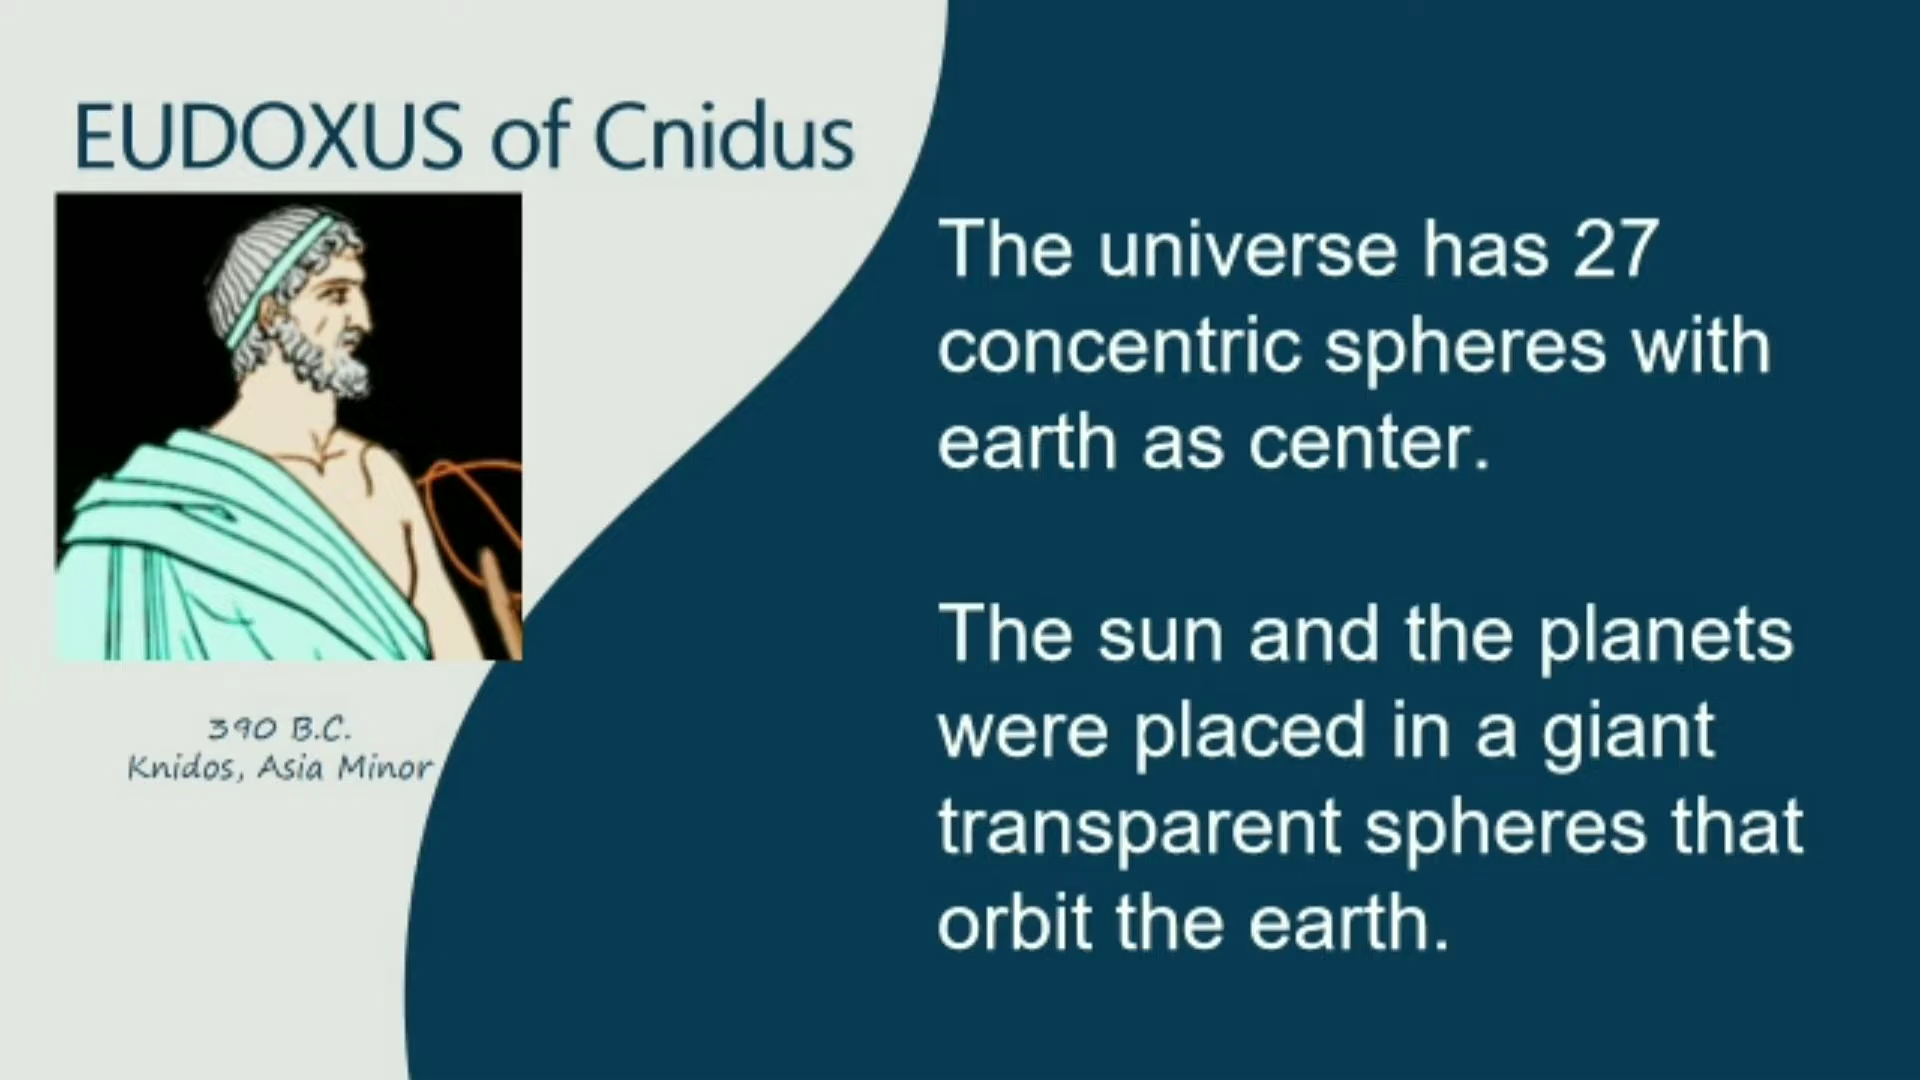 EUDOXUS of Cnidus
390 B.C.
Knidos, Asia Minor
The universe has 27
concentric spheres with
earth as center.
The sun and the planets
were placed in a giant
transparent spheres that
orbit the earth.